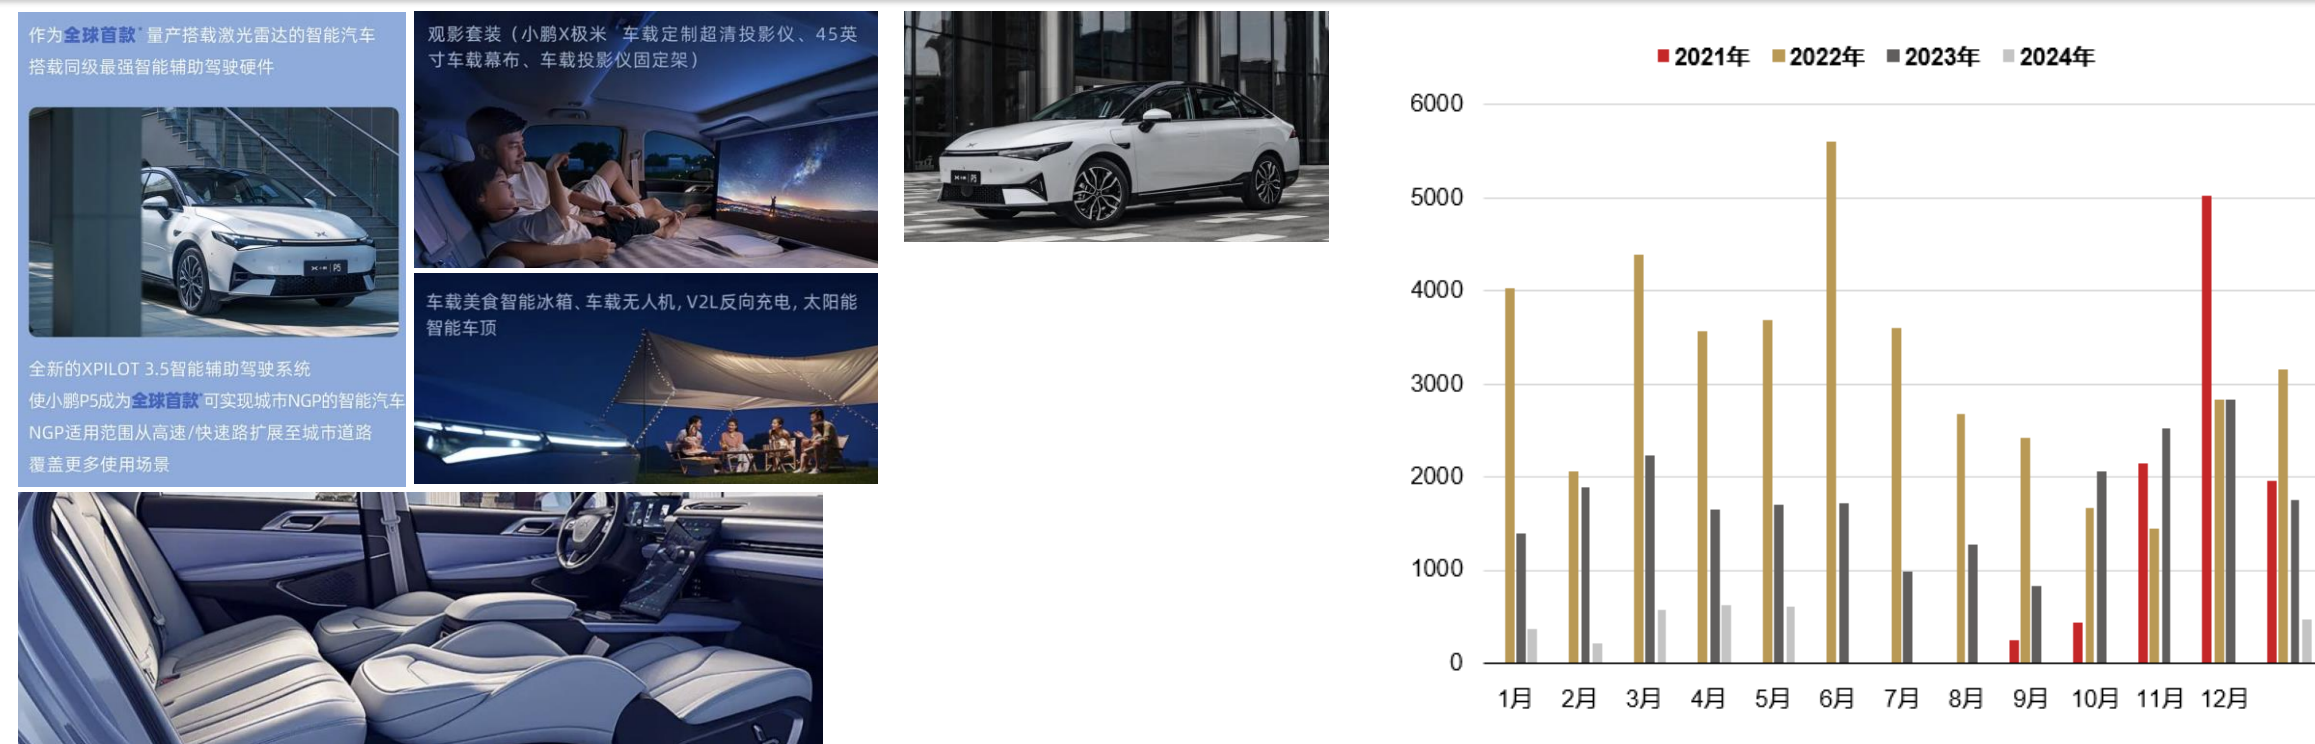 作为全球首款*量产搭载激光雷达的智能汽车
搭载同级最强智能辅助驾驶硬件
P5
全新的XPILOT 3.5智能辅助驾驶系统
使小鹏P5成为全球首款*可实现城市NGP的智能汽车
NGP适用范围从高速/快速路扩展至城市道路
覆盖更多使用场景
观影套装（小鹏X极米 车载定制超清投影仪、45英
寸车载幕布、车载投影仪固定架）
车载美食智能冰箱、车载无人机, V2L反向充电, 太阳能
智能车顶
P5
2021年 2022年 2023年 2024年
6000
5000
4000
3000
2000
1000
0
1月 2月 3月 4月 5月 6月 7月 8月 9月 10月 11月 12月